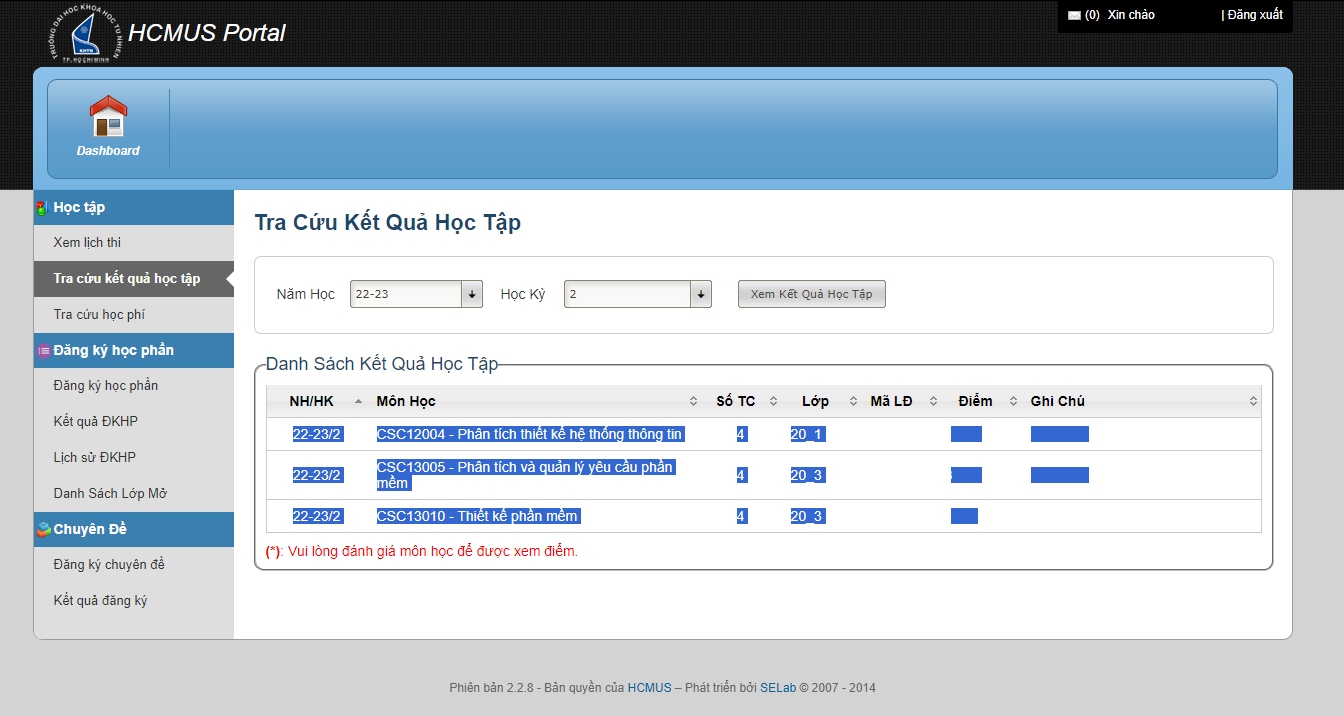 TRƯỜNG ĐẠI HỌC KHOA HỌC TỰ NHIÊN
KHTN
TP. HỒ CHÍ MINH
HCMUS Portal
(0) Xin chào | Đăng xuất
Dashboard
Học tập
Xem lịch thi
Tra cứu kết quả học tập
Tra cứu học phí
Đăng ký học phần
Đăng ký học phần
Kết quả ĐKHP
Lịch sử ĐKHP
Danh Sách Lớp Mở
Chuyên Đề
Đăng ký chuyên đề
Kết quả đăng ký
Tra Cứu Kết Quả Học Tập
Năm Học 22-23 Học Kỳ 2 Xem Kết Quả Học Tập
Danh Sách Kết Quả Học Tập
NH/HK Môn Học Số TC Lớp Mã LĐ Điểm Ghi Chú
22-23/2 CSC12004 - Phân tích thiết kế hệ thống thông tin 4 20_1
22-23/2 CSC13005 - Phân tích và quản lý yêu cầu phần 4 20_3
mềm
22-23/2 CSC13010 - Thiết kế phần mềm 4 20_3
(*): Vui lòng đánh giá môn học để được xem điểm.
Phiên bản 2.2.8 - Bản quyền của HCMUS – Phát triển bởi SELab © 2007 - 2014